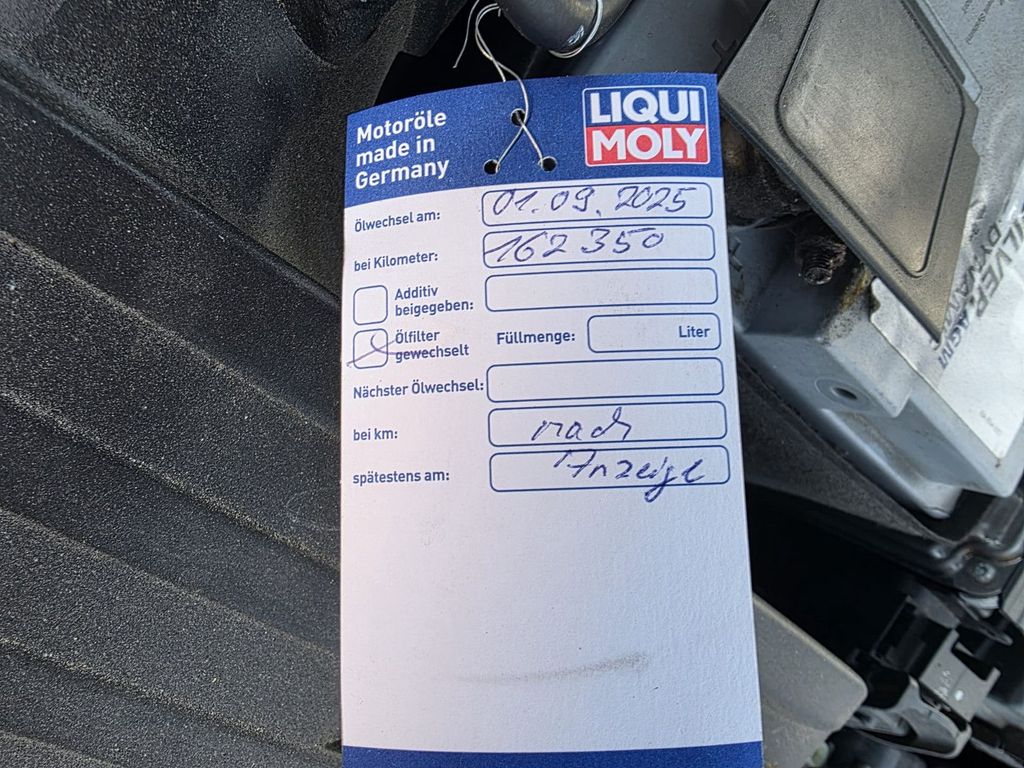 Motoröle
made in
Germany
LIQUI
MOLY
Ölwechsel am: 01.09.2025
bei Kilometer: 162 350
Additiv
beigegeben:
Ölfilter
gewechselt
Füllmenge: Liter
Nächster Ölwechsel:
bei km: nach
spätestens am: Anzeige